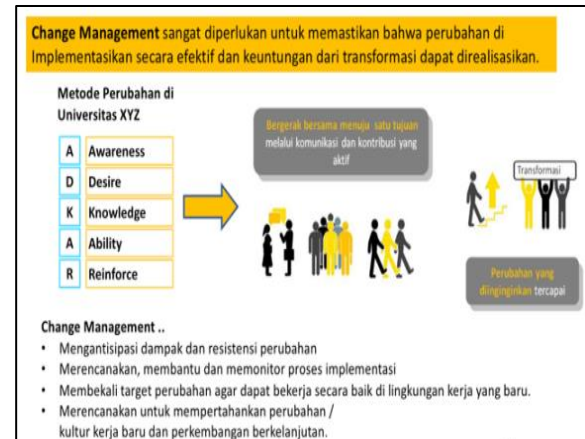 Change Management sangat diperlukan untuk memastikan bahwa perubahan di
Implementasikan secara efektif dan keuntungan dari transformasi dapat direalisasikan.
Metode Perubahan di
Universitas XYZ
A Awareness
D Desire
K Knowledge
A Ability
R Reinforce
Bergerak bersama menuju satu tujuan
melalui komunikasi dan kontribusi yang
aktif
Transformasi
Perubahan yang
diinginginkan tercapai
Change Management ..
• Mengantisipasi dampak dan resistensi perubahan
• Merencanakan, membantu dan memonitor proses implementasi
• Membekali target perubahan agar dapat bekerja secara baik di lingkungan kerja yang baru.
• Merencanakan untuk mempertahankan perubahan /
kultur kerja baru dan perkembangan berkelanjutan.